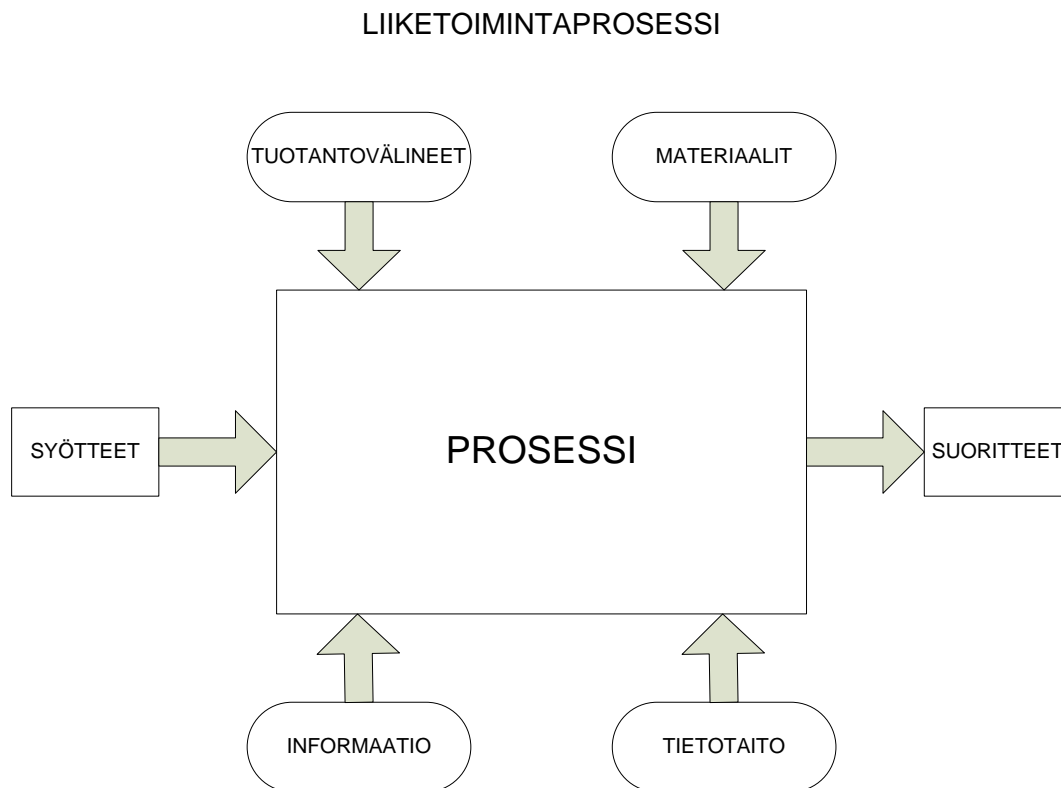 LIIKETOIMINTAPROSESSI
TUOTANTOVÄLINEET
MATERIAALIT
SYÖTTEET
PROSESSI
SUORITTEET
INFORMAATIO
TIETOTAITO